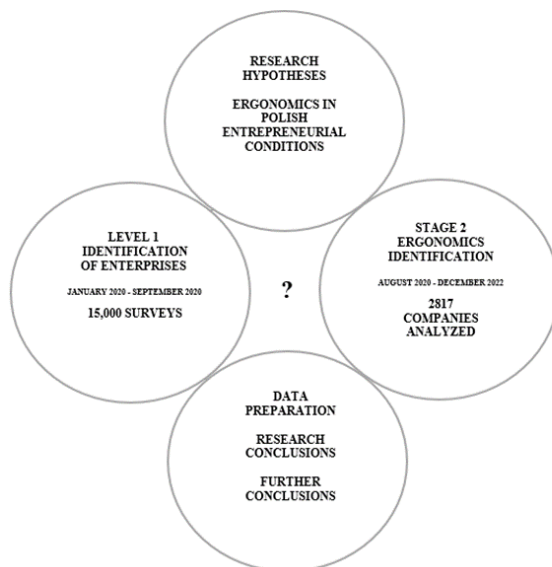 RESEARCH
HYPOTHESES
ERGONOMICS IN
POLISH
ENTREPRENEURIAL
CONDITIONS
LEVEL 1
IDENTIFICATION
OF ENTERPRISES
JANUARY 2020 - SEPTEMBER 2020
15,000 SURVEYS
?
STAGE 2
ERGONOMICS
IDENTIFICATION
AUGUST 2020 - DECEMBER 2022
2817
COMPANIES
ANALYZED
DATA
PREPARATION
RESEARCH
CONCLUSIONS
FURTHER
CONCLUSIONS